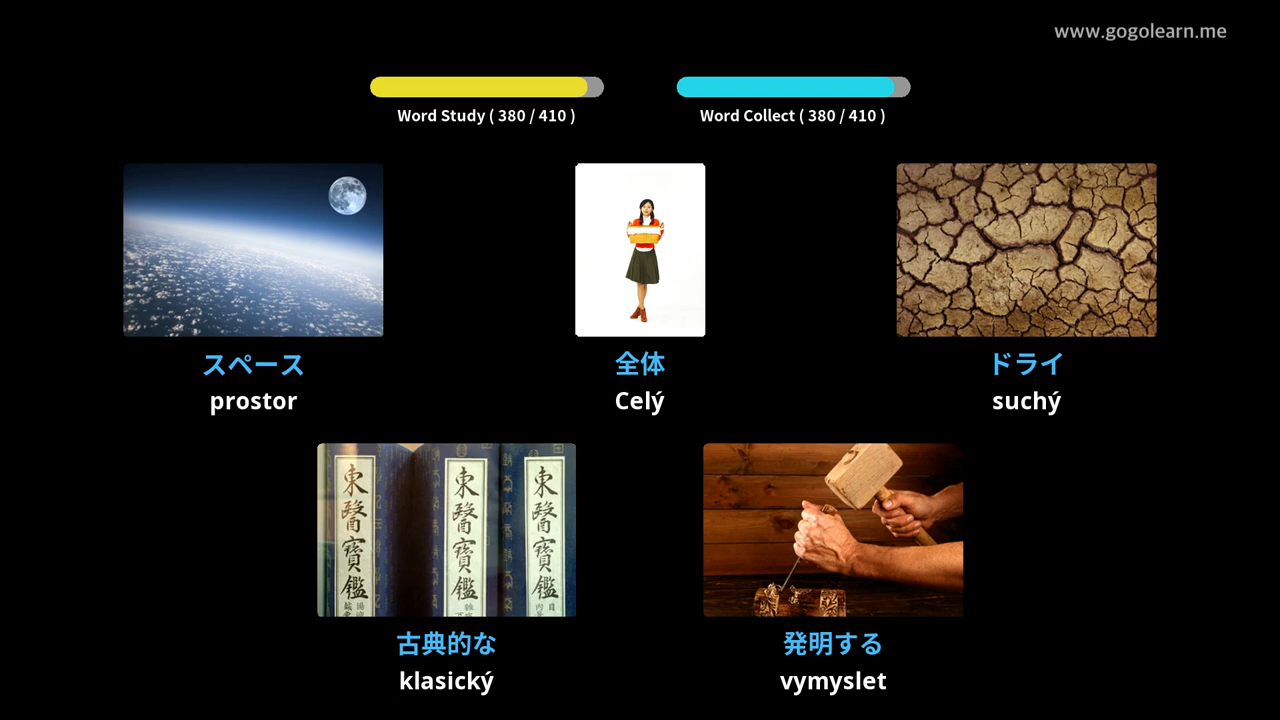 www.gogolearn.me
Word Study ( 380 / 410 )
Word Collect ( 380 / 410 )
スペース
prostor
全体
Celý
ドライ
suchý
東醫寶鑑
東醫寶鑑
東醫寶鑑
古典的な
klasický
発明する
vymyslet